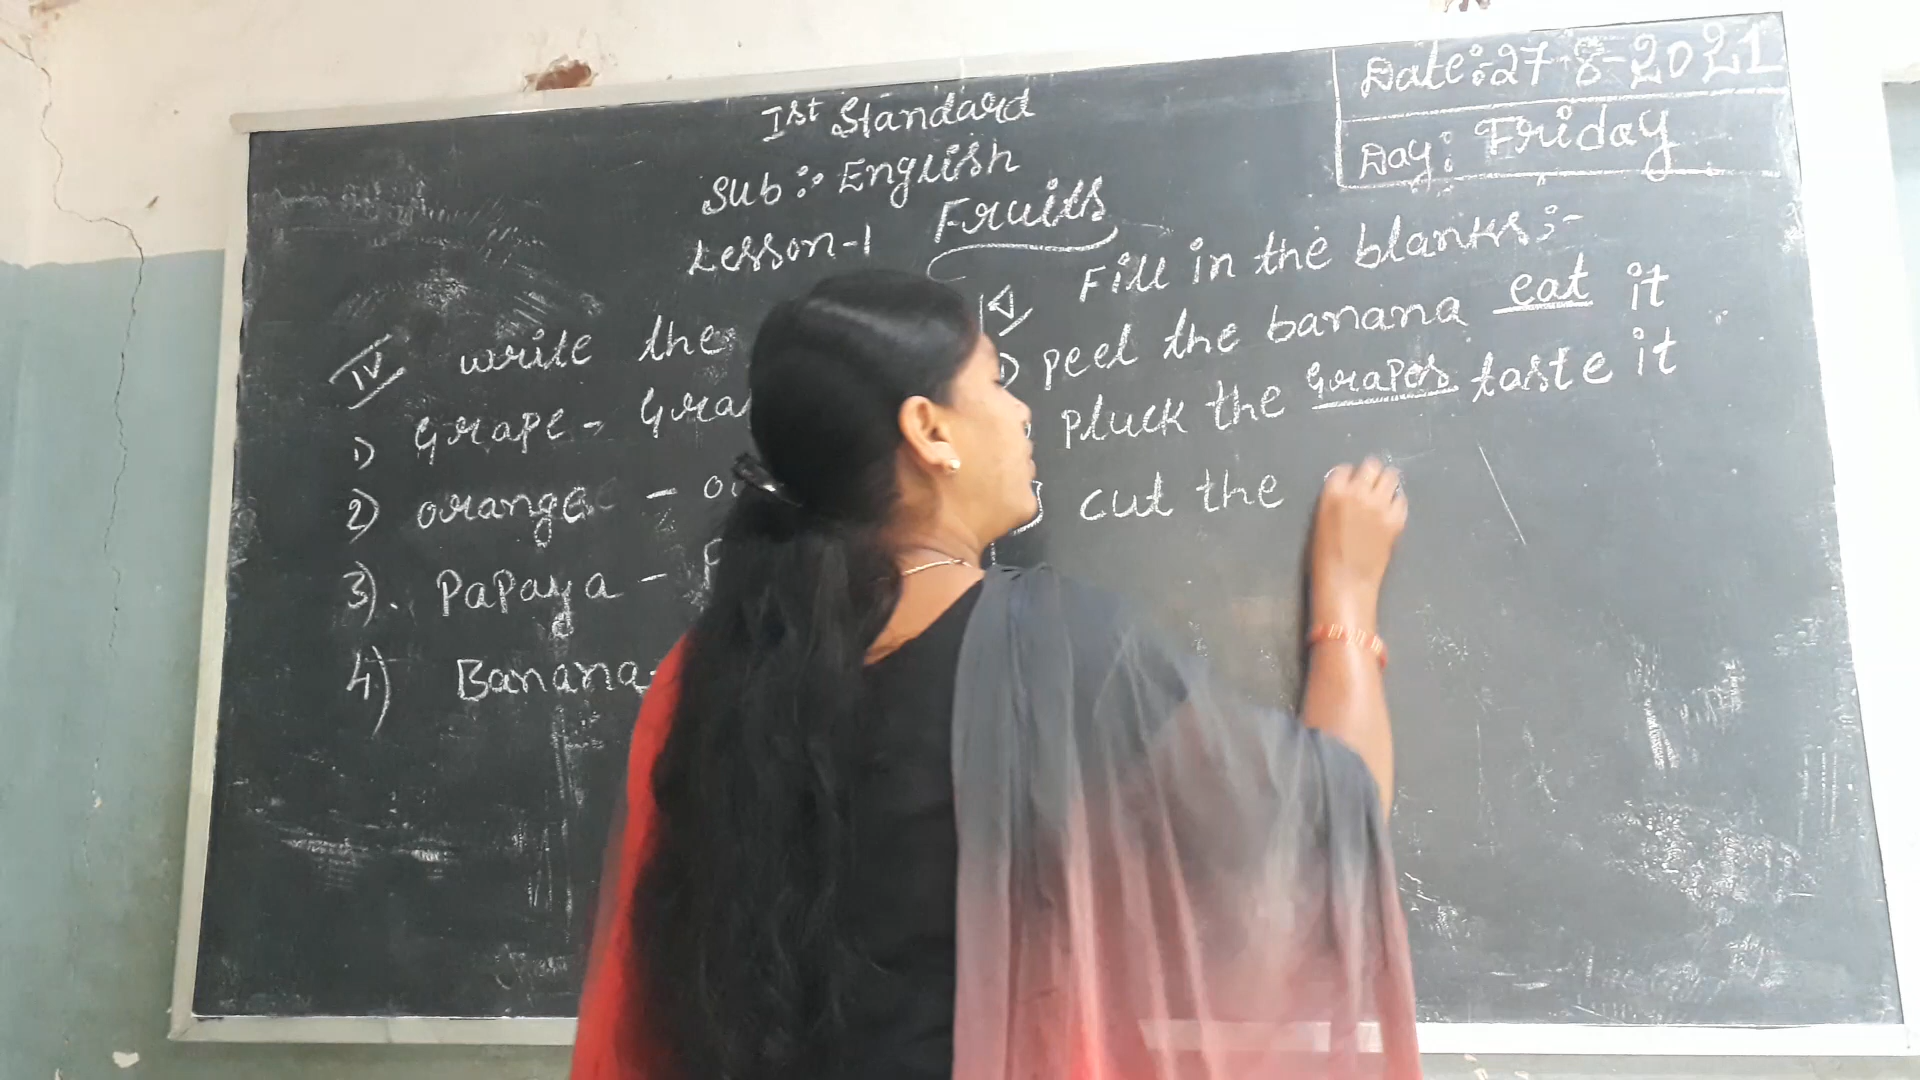 Date:-27-8-2021
Day: Friday
Ist Standard
Sub:- English
Lesson-1 Fruits
IV write the
1) Grape - Gra
2) orange -
3). Papaya -
4) Banana-
V Fill in the blanks:-
peel the banana eat it
Pluck the Grapes taste it
cut the